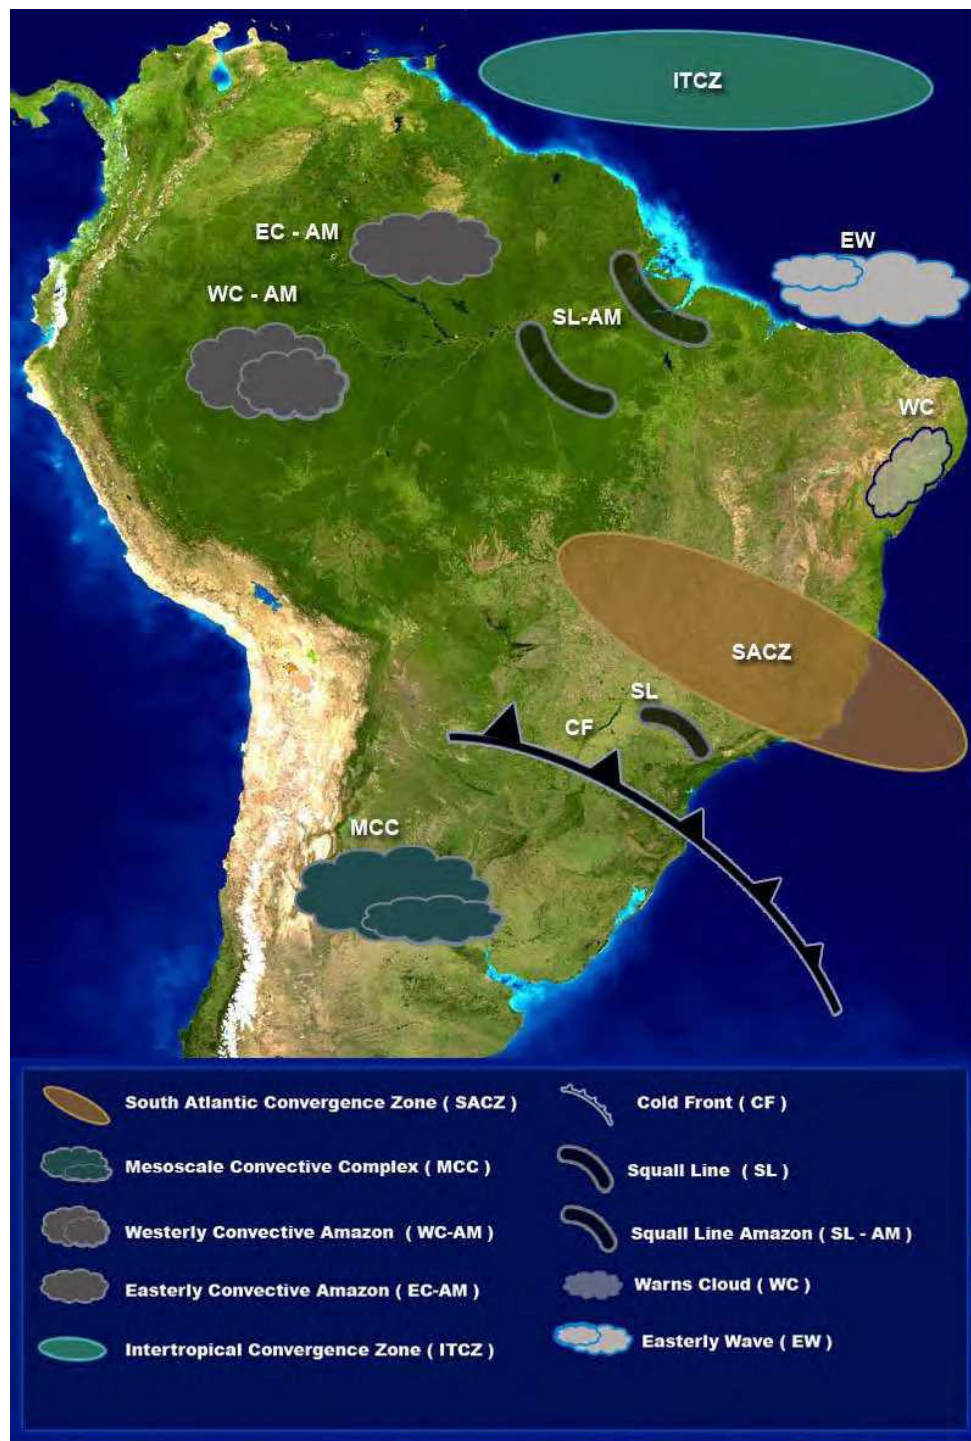 ITCZ
EC - AM
EW
WC - AM
SL-AM
WC
SACZ
SL
CF
MCC
South Atlantic Convergence Zone ( SACZ )
Cold Front ( CF )
Mesoscale Convective Complex ( MCC )
Squall Line ( SL )
Westerly Convective Amazon ( WC-AM )
Squall Line Amazon ( SL - AM )
Easterly Convective Amazon ( EC-AM )
Warns Cloud ( WC )
Intertropical Convergence Zone ( ITCZ )
Easterly Wave ( EW )